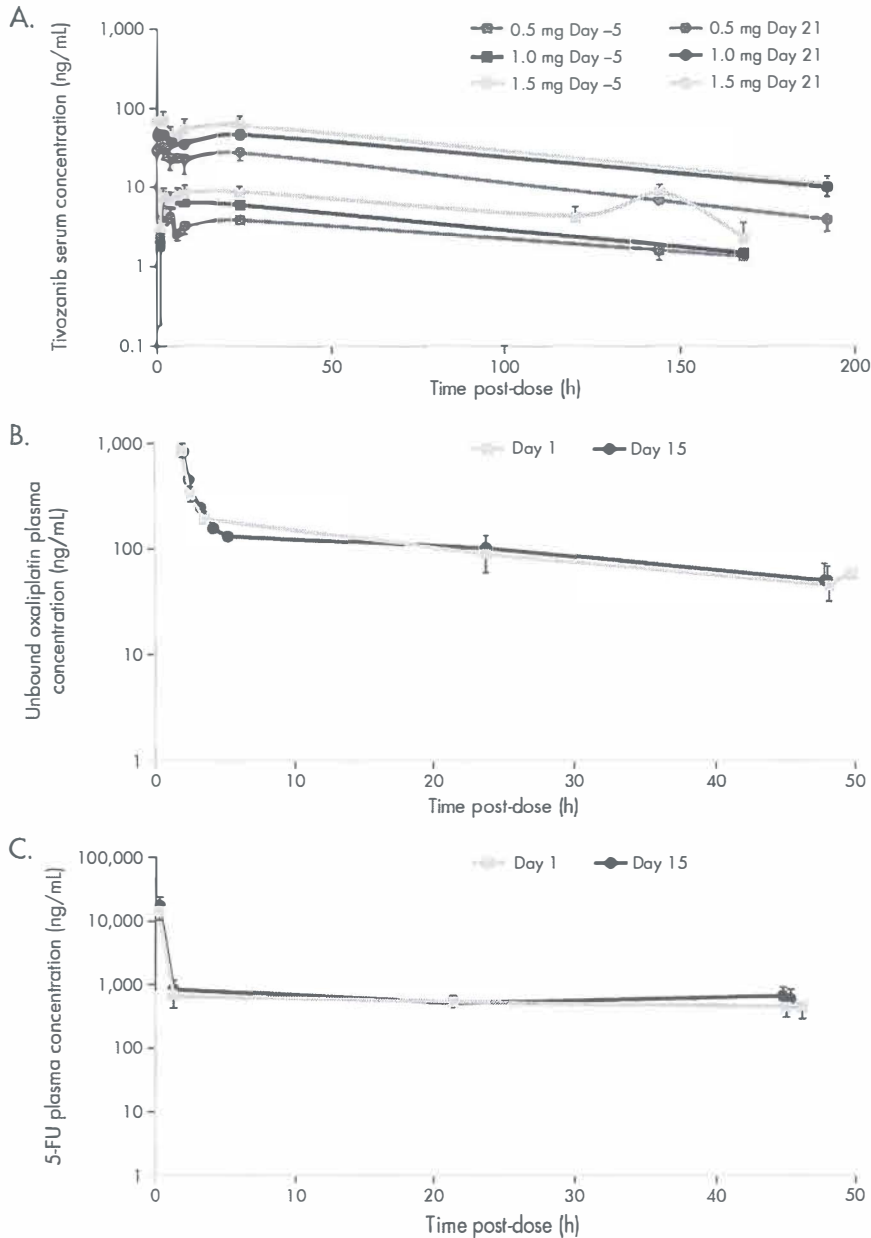 A.
Tivozanib serum concentration (ng/mL)
1,000
100
10
1
0.1
0.5 mg Day –5
1.0 mg Day –5
1.5 mg Day –5
0.5 mg Day 21
1.0 mg Day 21
1.5 mg Day 21
0
50
100
150
200
Time post-dose (h)
B.
Unbound oxaliplatin plasma
concentration (ng/mL)
1,000
100
10
1
Day 1
Day 15
0
10
20
30
40
50
Time post-dose (h)
C.
5-FU plasma concentration (ng/mL)
100,000
10,000
1,000
100
10
1
Day 1
Day 15
0
10
20
30
40
50
Time post-dose (h)